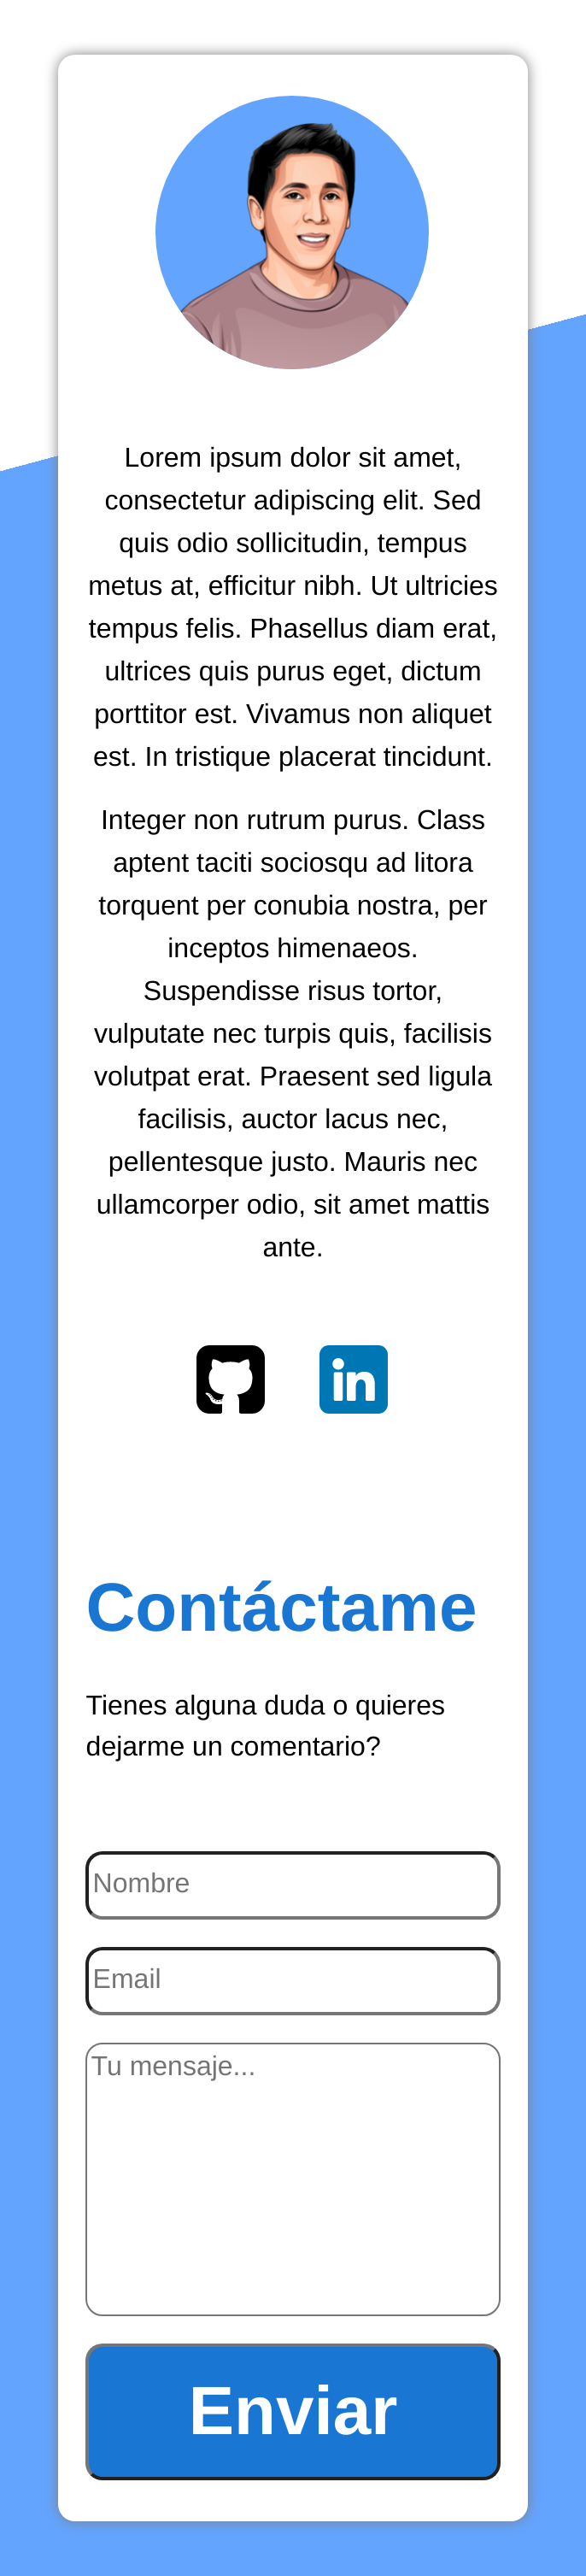 Lorem ipsum dolor sit amet,
consectetur adipiscing elit. Sed
quis odio sollicitudin, tempus
metus at, efficitur nibh. Ut ultricies
tempus felis. Phasellus diam erat,
ultrices quis purus eget, dictum
porttitor est. Vivamus non aliquet
est. In tristique placerat tincidunt.
Integer non rutrum purus. Class
aptent taciti sociosqu ad litora
torquent per conubia nostra, per
inceptos himenaeos.
Suspendisse risus tortor,
vulputate nec turpis quis, facilisis
volutpat erat. Praesent sed ligula
facilisis, auctor lacus nec,
pellentesque justo. Mauris nec
ullamcorper odio, sit amet mattis
ante.
in
Contáctame
Tienes alguna duda o quieres
dejarme un comentario?
Nombre
Email
Tu mensaje...
Enviar